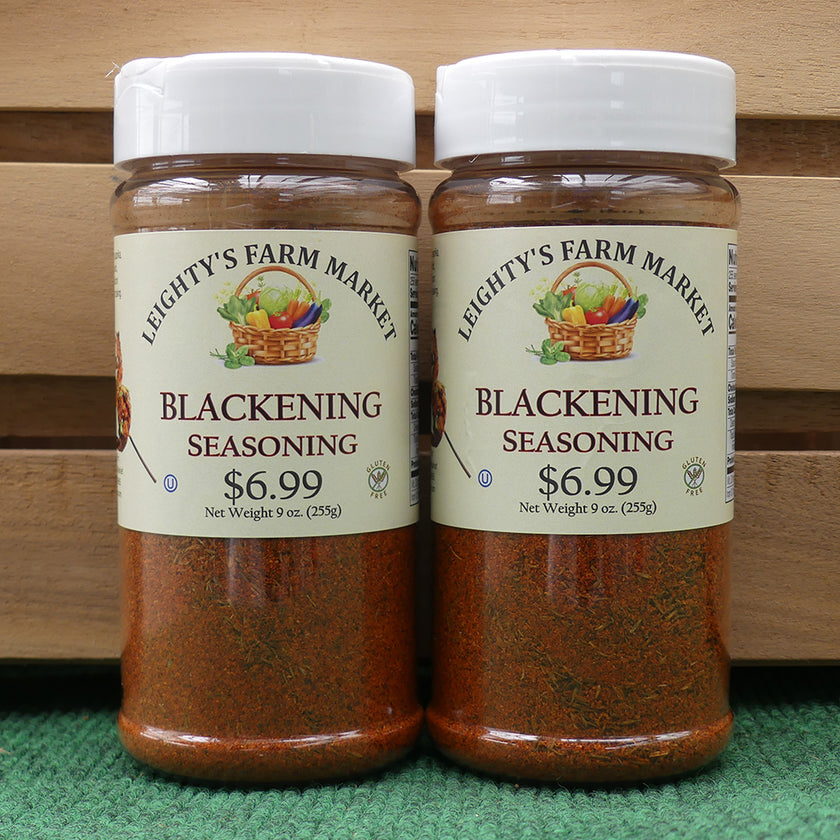 LEIGHTY'S FARM MARKET
BLACKENING
SEASONING
$6.99
Net Weight 9 oz. (255g)
U
GLUTEN
FREE
LEIGHTY'S FARM MARKET
BLACKENING
SEASONING
$6.99
Net Weight 9 oz. (255g)
U
GLUTEN
FREE